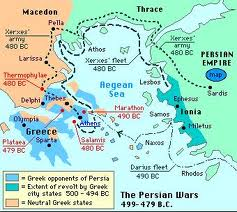 Macedon
Thrace
Pella
Xerxes'
army
480 BC
Xerxes'
army
480 BC
Larissa
Athos
Xerxes' fleet
480 BC
PERSIAN
EMPIRE
map
Thermopylae
480 BC
Aegean
Sea
Lesbos
Sardis
Delphi
Thebes
Marathon
490 BC
Ephesus
Ionia
Olympia
Athens
Samos
Miletus
Greece
Plataea
479 BC
Salamis
480 BC
Sparta
Naxos
Darius fleet
490 BC
Rhodes
= Greek opponents of Persia
= Extent of revolt by Greek
city states 500 - 494 BC
= Neutral Greek states
The Persian Wars
499-479 B.C.